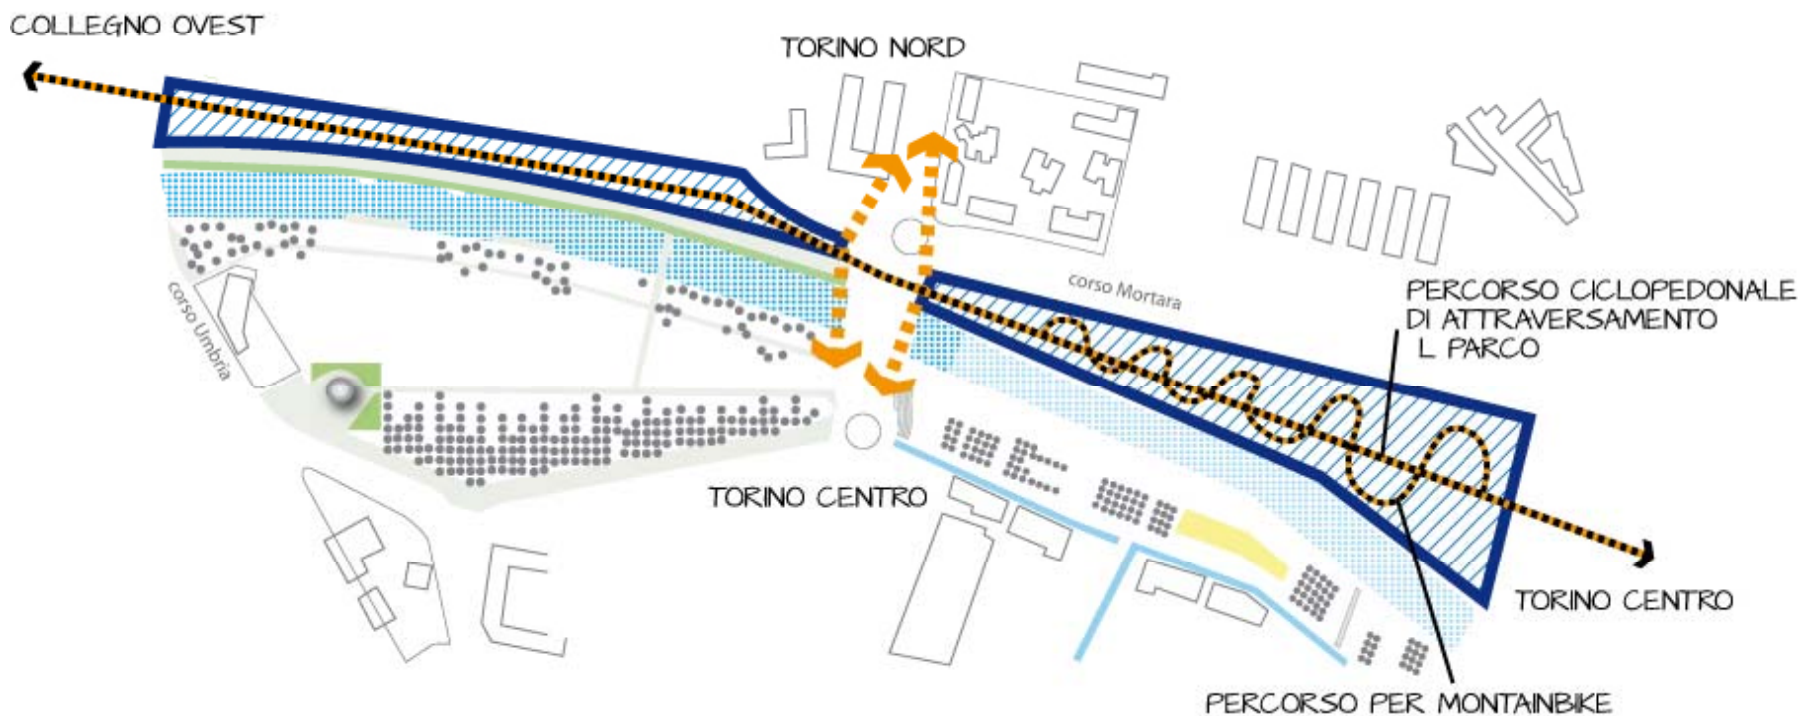 COLLEGNO OVEST
TORINO NORD
corso Mortara
PERCORSO CICLOPEDONALE
DI ATTRAVERSAMENTO
L PARCO
corso Umbria
TORINO CENTRO
TORINO CENTRO
PERCORSO PER MONTAINBIKE